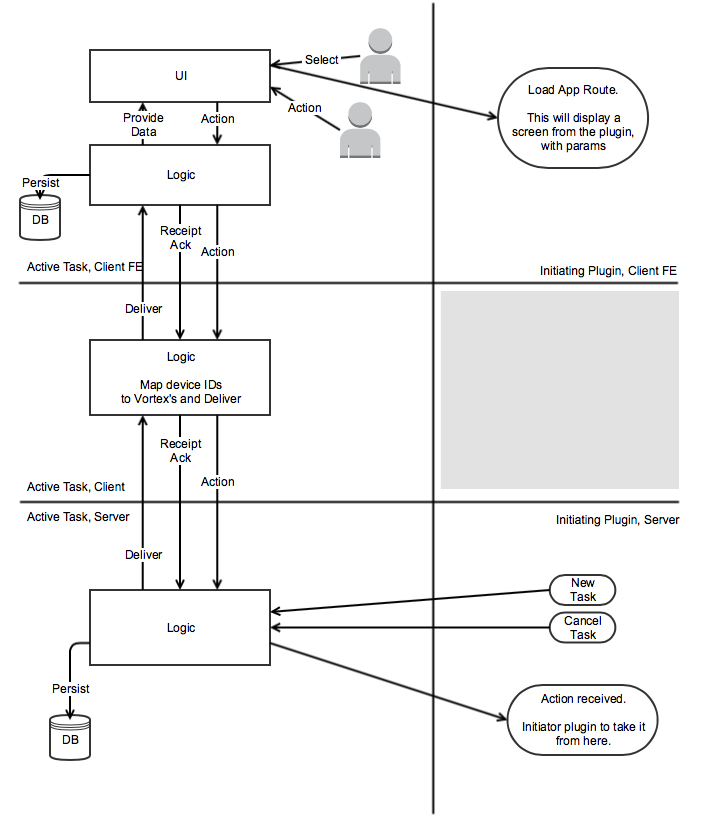 Select
UI
Load App Route.
This will display a
screen from the plugin,
with params
Action
Provide
Data
Action
Logic
Persist
DB
Receipt
Ack
Action
Active Task, Client FE
Initiating Plugin, Client FE
Deliver
Logic
Map device IDs
to Vortex's and Deliver
Receipt
Ack
Action
Active Task, Client
Active Task, Server
Initiating Plugin, Server
Deliver
New
Task
Cancel
Task
Logic
Persist
DB
Action received.
Initiator plugin to take it
from here.